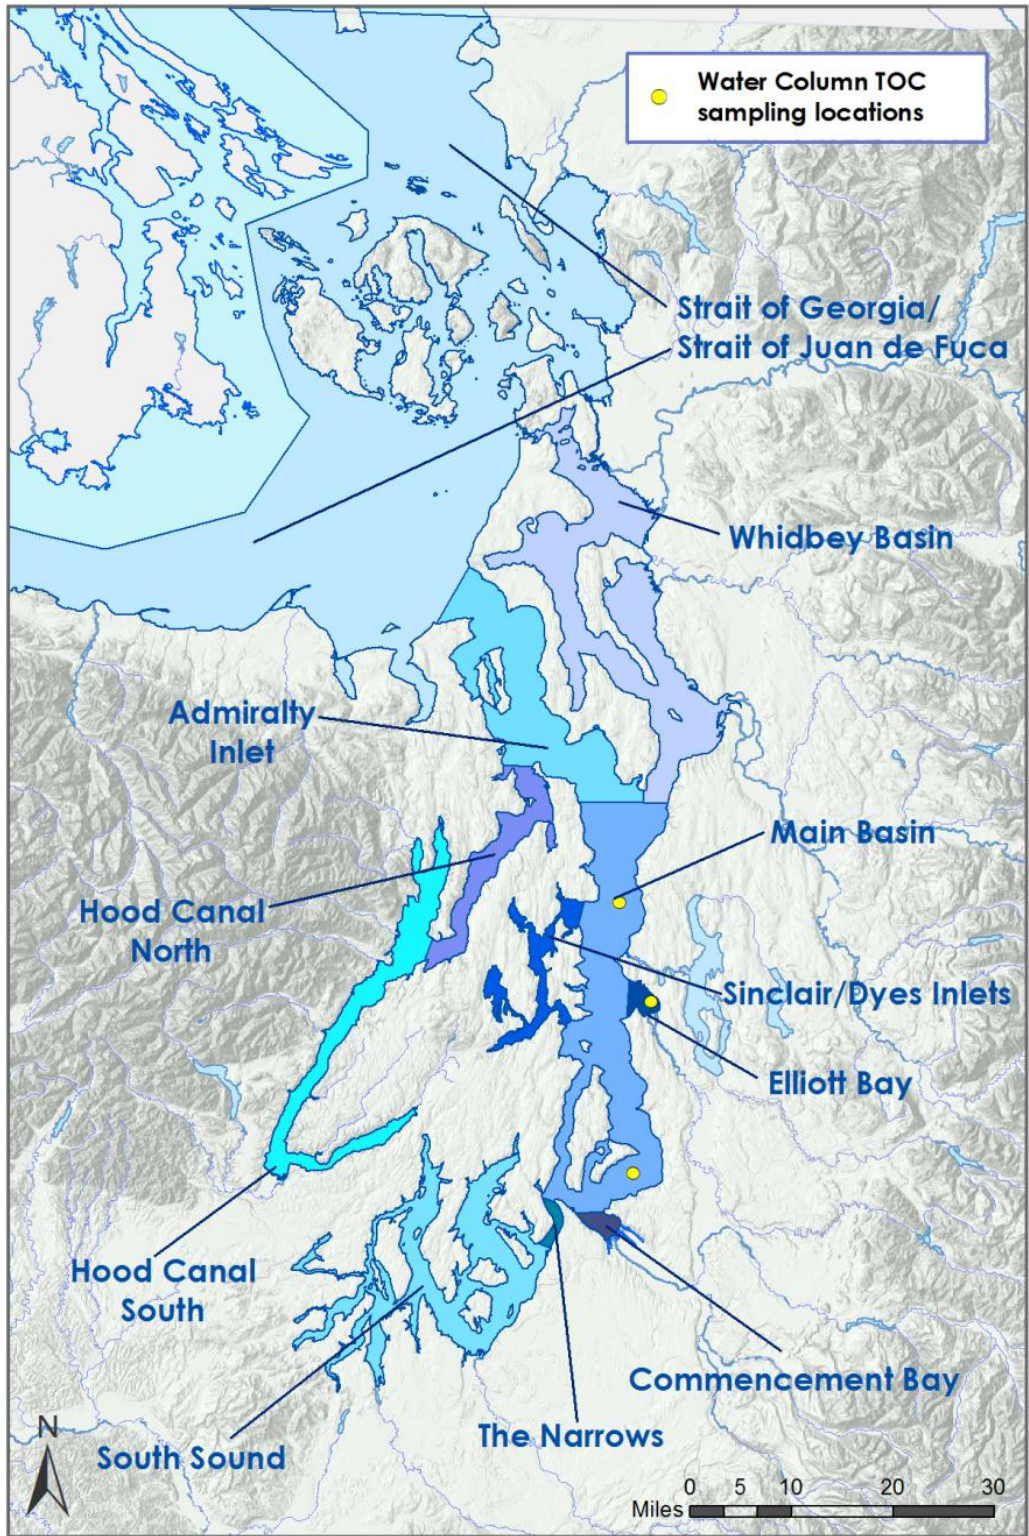 Water Column TOC
sampling locations
Strait of Georgia/
Strait of Juan de Fuca
Whidbey Basin
Admiralty
Inlet
Main Basin
Hood Canal
North
Sinclair/Dyes Inlets
Elliott Bay
Hood Canal
South
Commencement Bay
The Narrows
South Sound
N
0 5 10 20 30
Miles